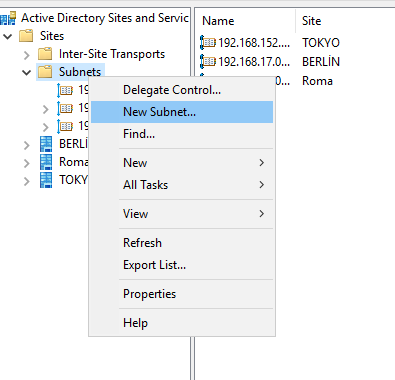 Active Directory Sites and Servic
Sites
Inter-Site Transports
Subnets
19
19
19
BERLİ
Roma
TOKYO
Delegate Control...
New Subnet...
Find...
New
All Tasks
View
Refresh
Export List...
Properties
Help
Name Site
192.168.152.... TOKYO
192.168.17.0... BERLİN
0... Roma